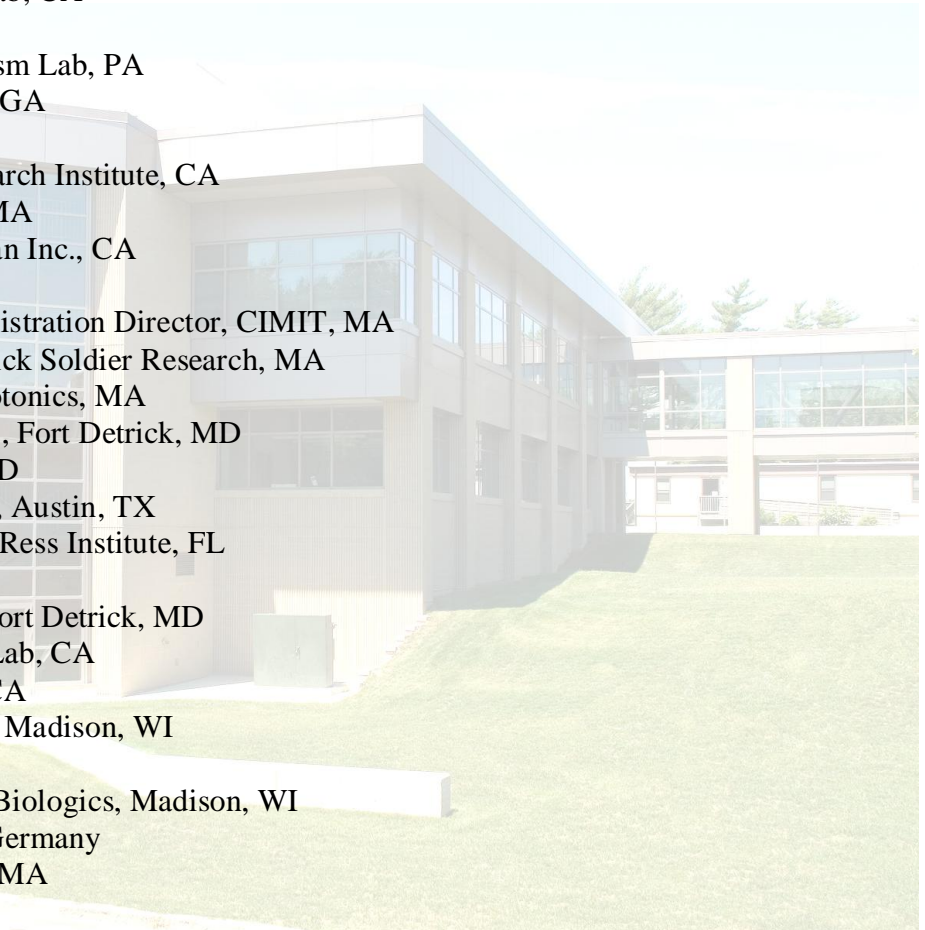 sm Lab, PA
GA
arch Institute, CA
MA
an Inc., CA
istration Director, CIMIT, MA
ick Soldier Research, MA
otonics, MA
, Fort Detrick, MD
D
, Austin, TX
Ress Institute, FL
ort Detrick, MD
Lab, CA
CA
Madison, WI
Biologics, Madison, WI
Germany
MA